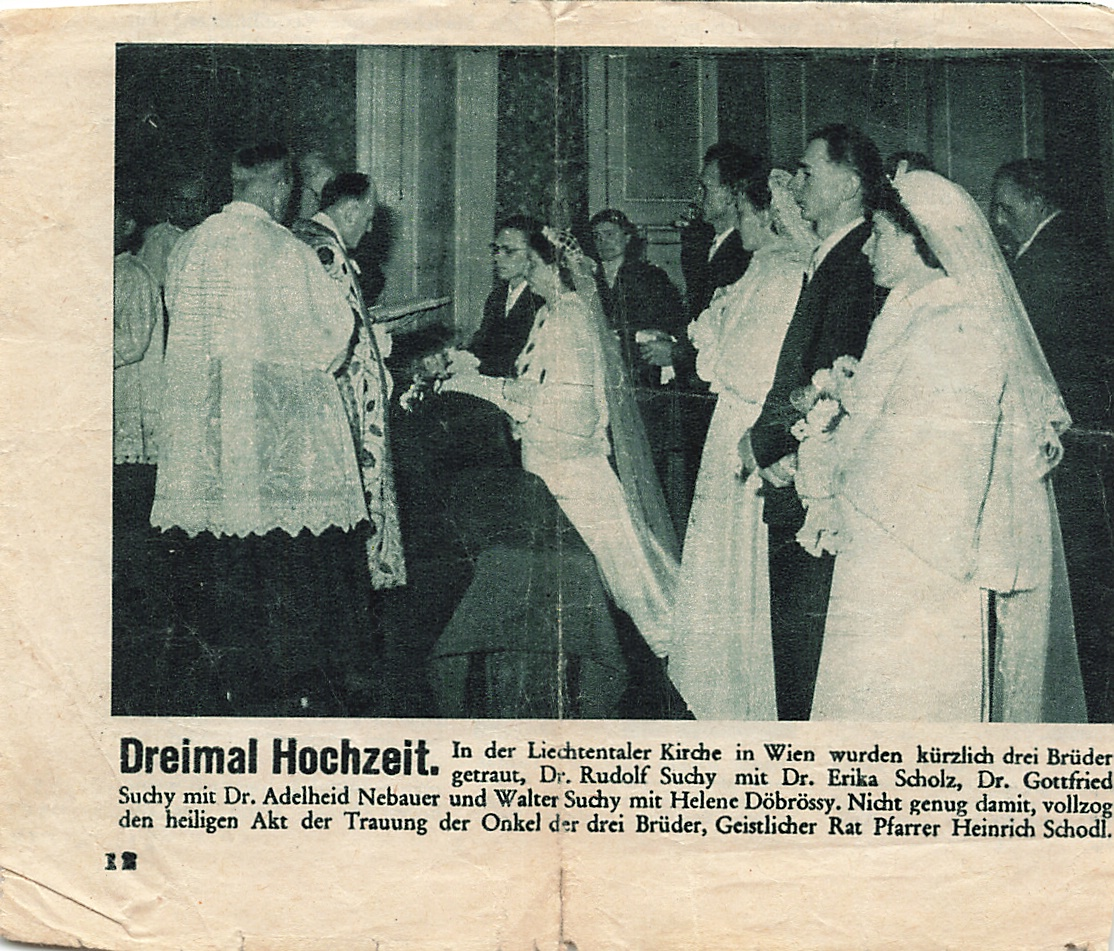 Dreimal Hochzeit. In der Liechtentaler Kirche in Wien wurden kürzlich drei Brüder
getraut, Dr. Rudolf Suchy mit Dr. Erika Scholz, Dr. Gottfried
Suchy mit Dr. Adelheid Nebauer und Walter Suchy mit Helene Döbrössy. Nicht genug damit, vollzog
den heiligen Akt der Trauung der Onkel der drei Brüder, Geistlicher Rat Pfarrer Heinrich Schodl.
12